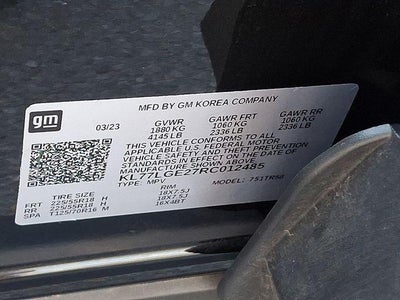 MFD BY GM KOREA COMPANY
gm
03/23 GVWR GAWR FRT GAWR RR
1880 KG 1060 KG 1060 KG
4145 LB 2336 LB 2336 LB
THIS VEHICLE CONFORMS TO ALL
APPLICABLE U.S. FEDERAL MOTOR
VEHICLE SAFETY AND THEFT PREVENTION
STANDARDS IN EFFECT ON THE DATE OF
MANUFACTURE SHOWN ABOVE.
KL77LGE27RC012485
TYPE: MPV MODEL: 751TR58
TIRE SIZE RIM
FRT 225/55R18 H 18X7.5J
RR 225/55R18 H 18X7.5J
SPA T125/70R16 M 16X4BT